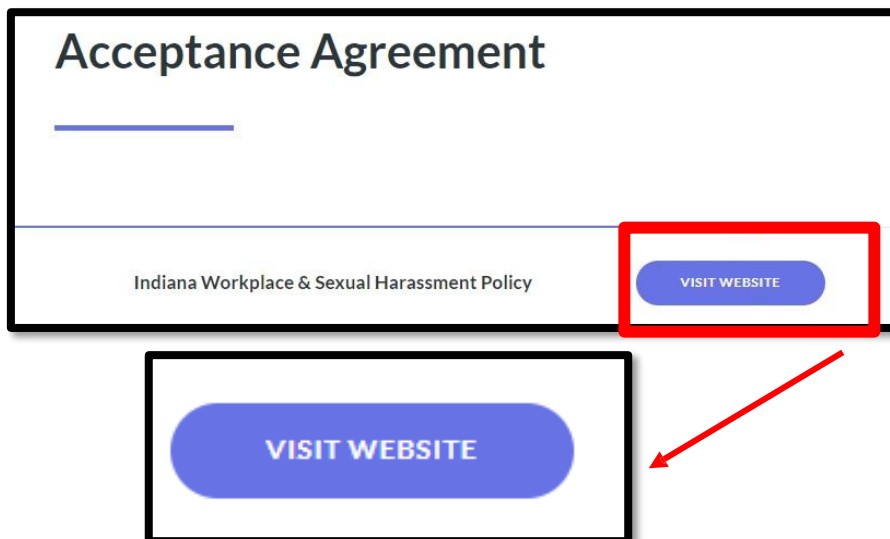 Acceptance Agreement
Indiana Workplace & Sexual Harassment Policy
VISIT WEBSITE
VISIT WEBSITE